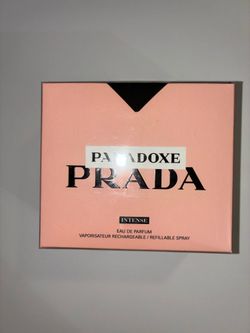 PARADOXE
PRADA
INTENSE
EAU DE PARFUM
VAPORISATEUR RECHARGEABLE / REFILLABLE SPRAY